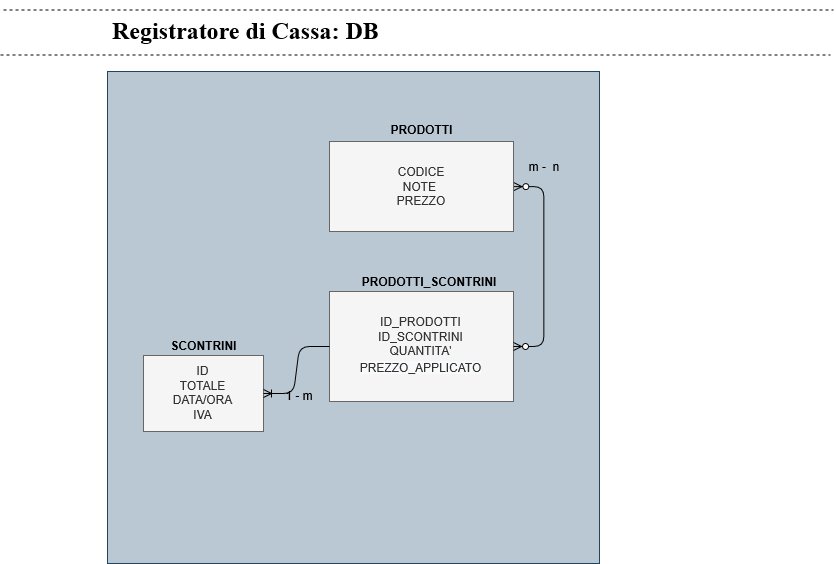 Registratore di Cassa: DB
PRODOTTI
CODICE
NOTE
PREZZO
m - n
PRODOTTI_SCONTRINI
ID_PRODOTTI
ID_SCONTRINI
QUANTITA'
PREZZO_APPLICATO
SCONTRINI
ID
TOTALE
DATA/ORA
IVA
1 - m